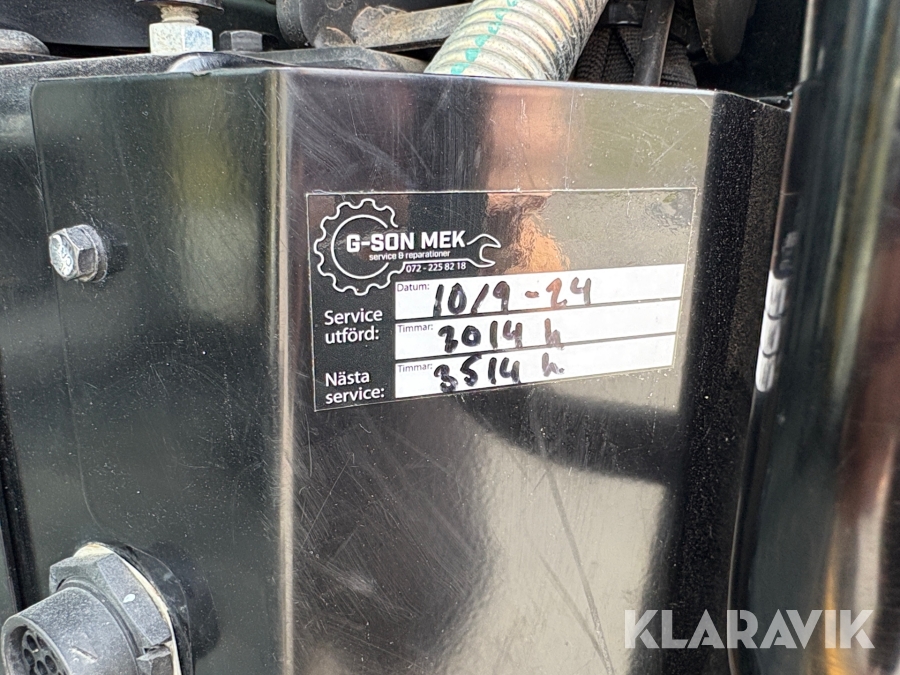 G-SON MEK
service & reparationer
072 - 225 82 18
Service utförd:
Datum: 10/9-24
Timmar: 3014 h
Nästa service:
Timmar: 3514 h.
KLARAVIK